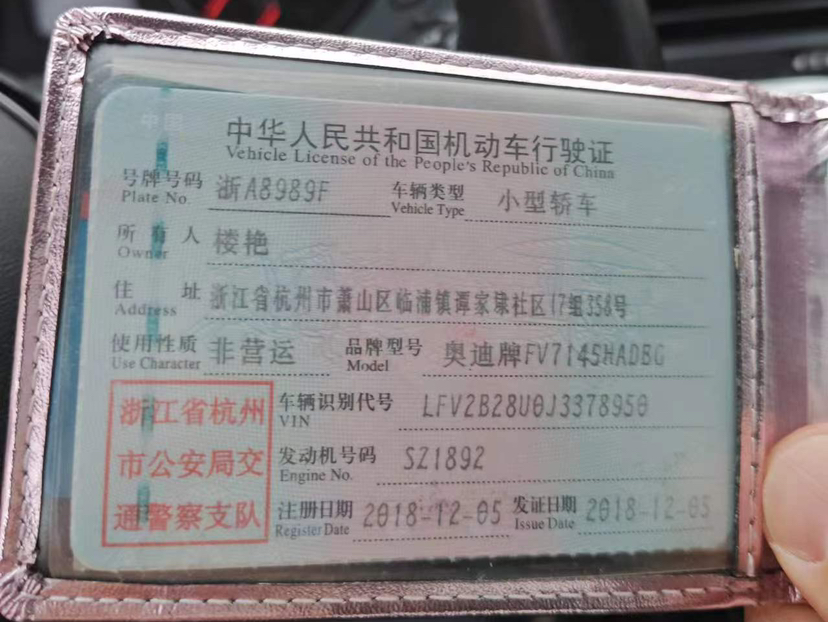 中华人民共和国机动车行驶证
Vehicle License of the People's Republic of China
号牌号码 浙A8989F 车辆类型 小型轿车
Plate No. Vehicle Type
所有人 楼艳
Owner
住址 浙江省杭州市萧山区临浦镇谭家埭社区17组358号
Address
使用性质 非营运 品牌型号 奥迪牌FV7145HADBG
Use Character Model
浙江省杭州
市公安局交
通警察支队
车辆识别代号 LFV2B28U0J3378950
VIN
发动机号码 SZ1892
Engine No.
注册日期 2018-12-05 发证日期 2018-12-05
Register Date Issue Date